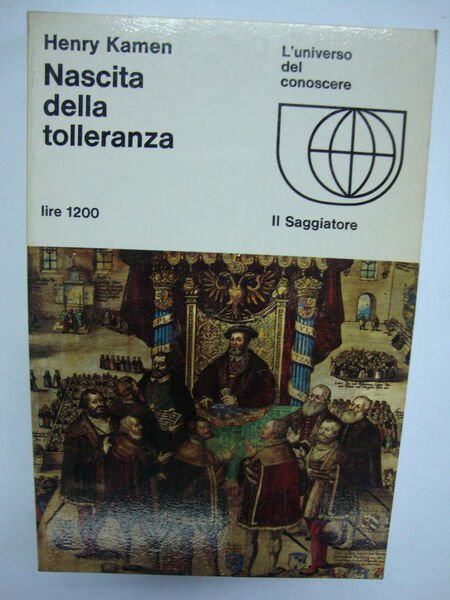 Henry Kamen
Nascita
della
tolleranza
lire 1200
L'universo
del
conoscere
Il Saggiatore